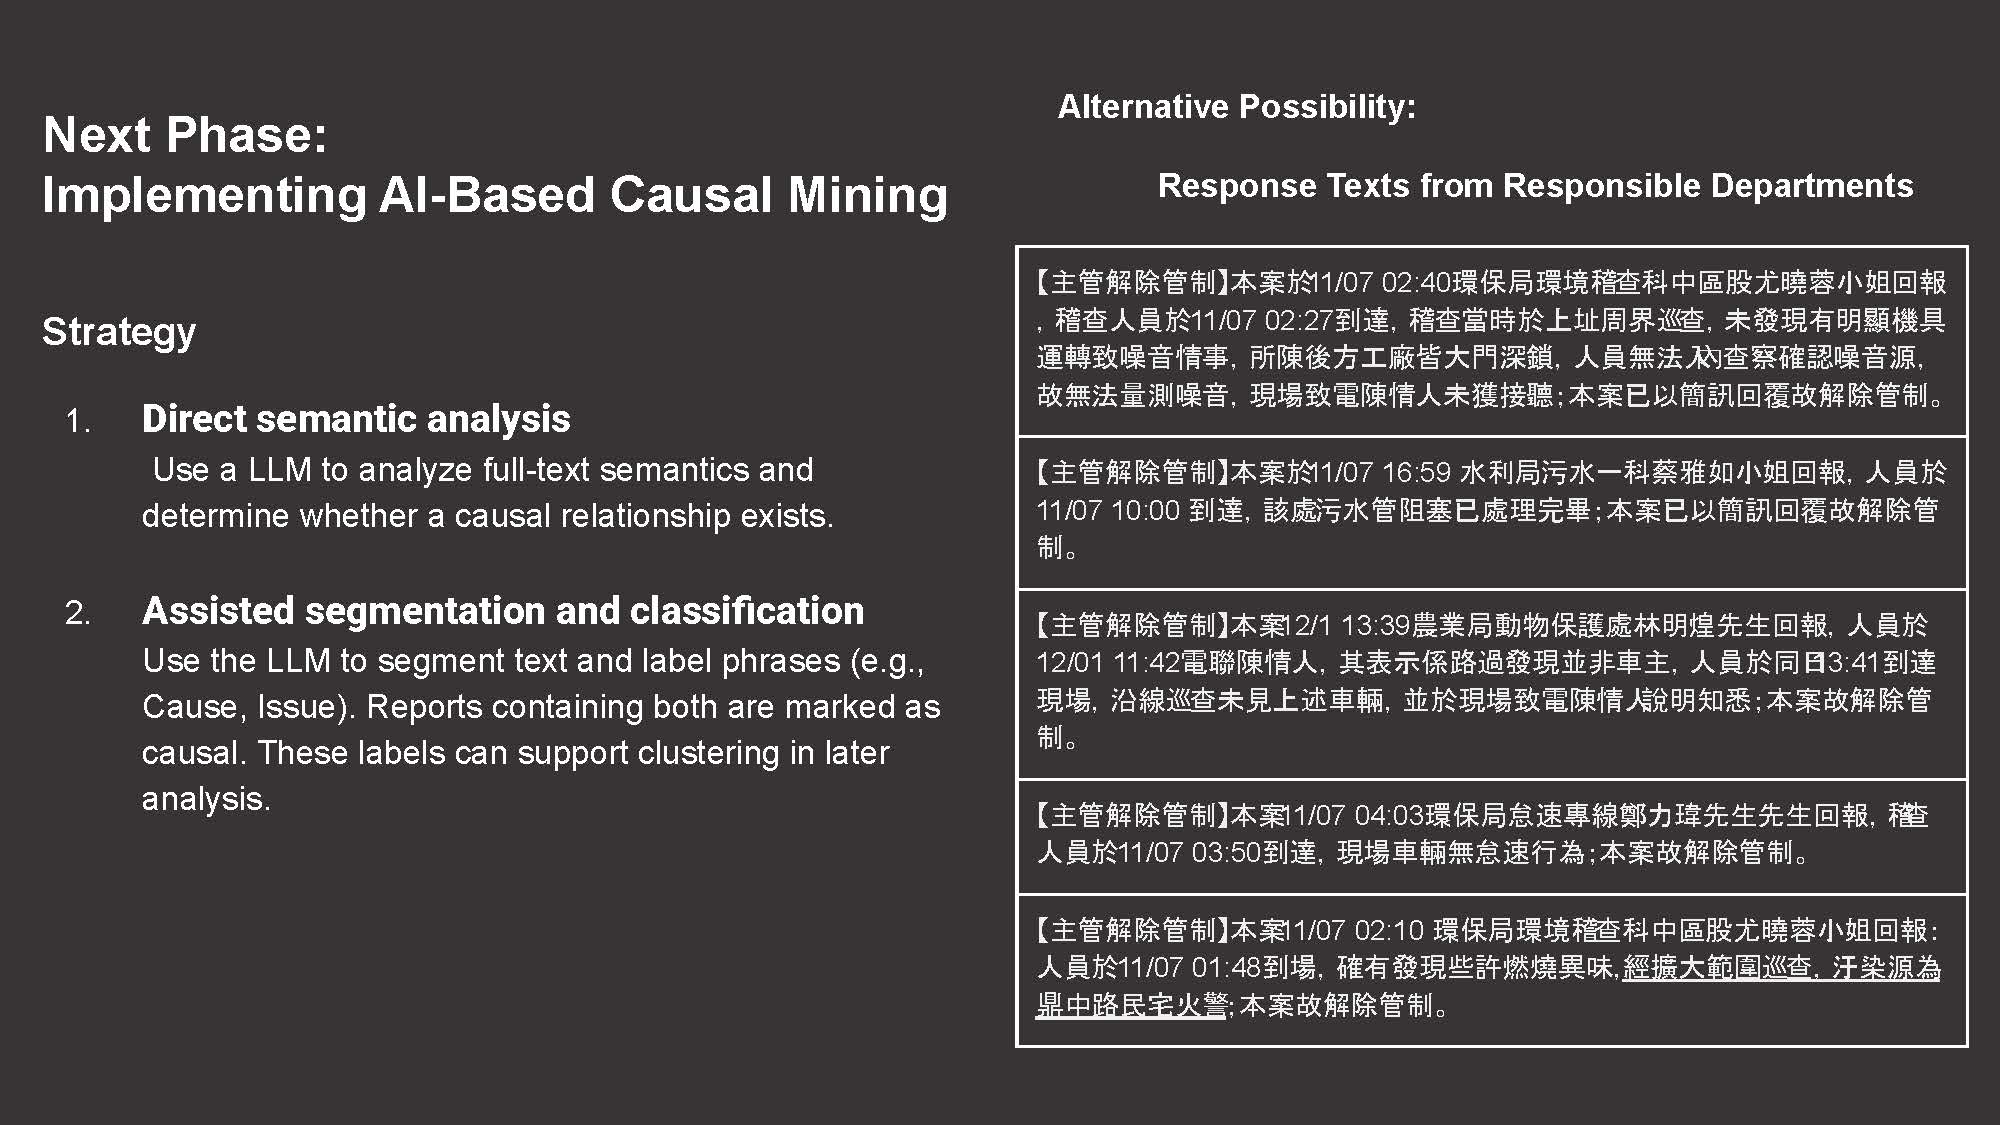 Next Phase:
Implementing AI-Based Causal Mining
Strategy
1. Direct semantic analysis
Use a LLM to analyze full-text semantics and
determine whether a causal relationship exists.
2. Assisted segmentation and classification
Use the LLM to segment text and label phrases (e.g.,
Cause, Issue). Reports containing both are marked as
causal. These labels can support clustering in later
analysis.
Alternative Possibility:
Response Texts from Responsible Departments
【主管解除管制】本案於11/07 02:40環保局環境稽查科中區股尤曉蓉小姐回報
，稽查人員於11/07 02:27到達，稽查當時於上址周界巡查，未發現有明顯機具
運轉致噪音情事，所陳後方工廠皆大門深鎖，人員無法入內查察確認噪音源，
故無法量測噪音，現場致電陳情人未獲接聽；本案已以簡訊回覆故解除管制。
【主管解除管制】本案於11/07 16:59 水利局污水一科蔡雅如小姐回報，人員於
11/07 10:00 到達，該處污水管阻塞已處理完畢；本案已以簡訊回覆故解除管
制。
【主管解除管制】本案12/1 13:39農業局動物保護處林明煌先生回報，人員於
12/01 11:42電聯陳情人，其表示係路過發現並非車主，人員於同日13:41到達
現場，沿線巡查未見上述車輛，並於現場致電陳情人說明知悉；本案故解除管
制。
【主管解除管制】本案11/07 04:03環保局怠速專線鄭力瑋先生先生回報，稽查
人員於11/07 03:50到達，現場車輛無怠速行為；本案故解除管制。
【主管解除管制】本案11/07 02:10 環保局環境稽查科中區股尤曉蓉小姐回報：
人員於11/07 01:48到場，確有發現些許燃燒異味,經擴大範圍巡查，汙染源為
鼎中路民宅火警；本案故解除管制。